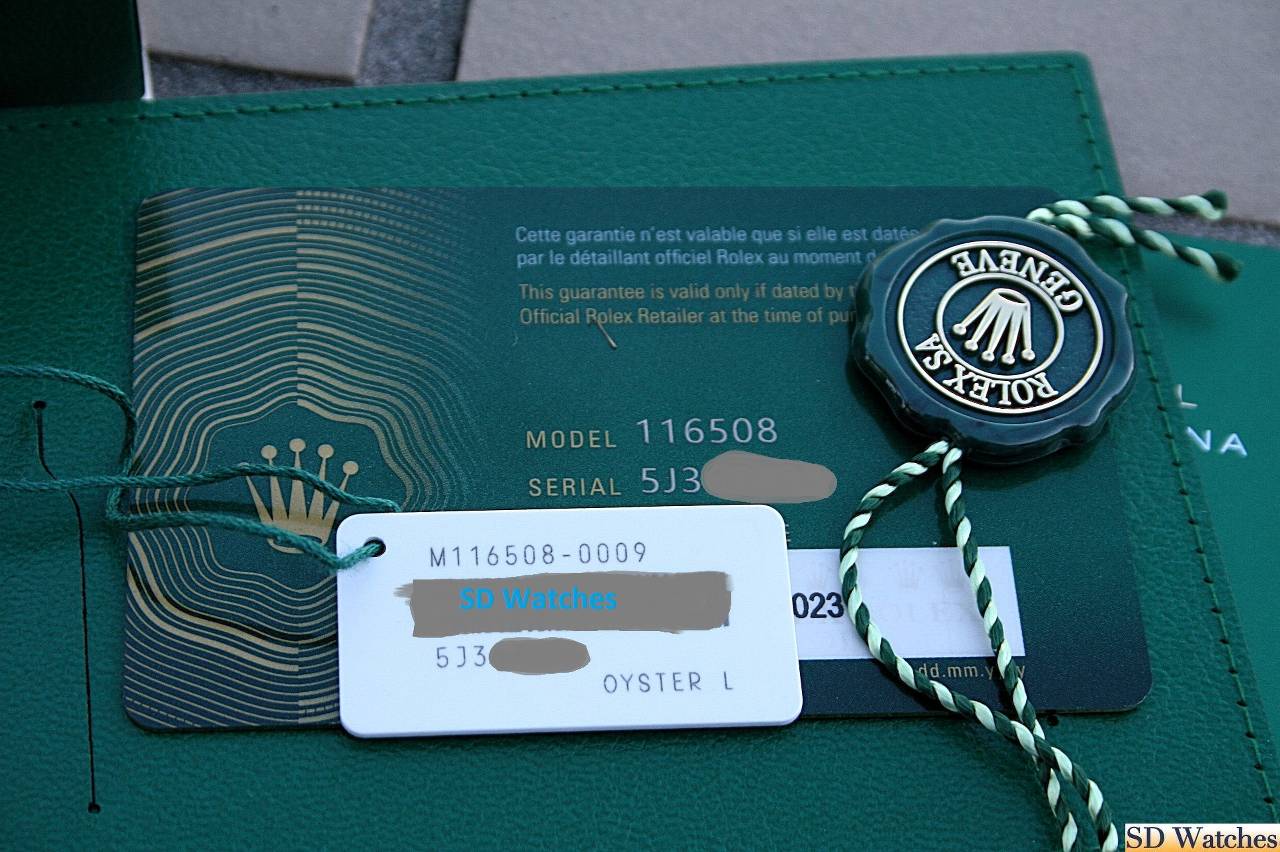 Cette garantie n'est valable que si elle est datée
par le détaillant officiel Rolex au moment d
This guarantee is valid only if dated by t
Official Rolex Retailer at the time of pur
ROLEX SA
GENEVE
MODEL 116508
SERIAL 5J3
L
NA
M116508-0009
SD Watches
5J3
OYSTER L
023
dd.mm.y
SD Watches